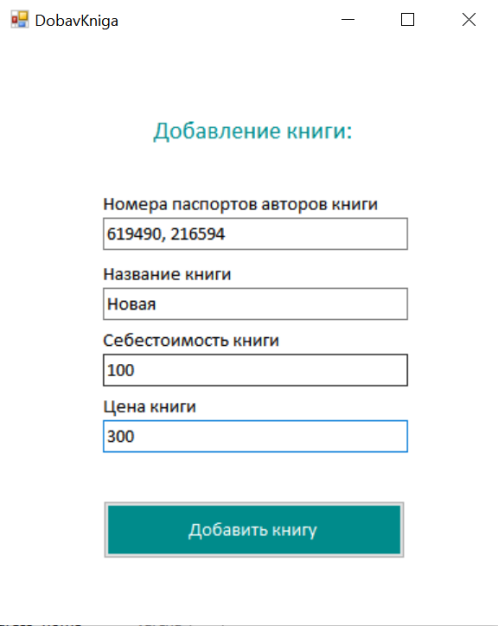 DobavKniga
Добавление книги:
Номера паспортов авторов книги
619490, 216594
Название книги
Новая
Себестоимость книги
100
Цена книги
300
Добавить книгу